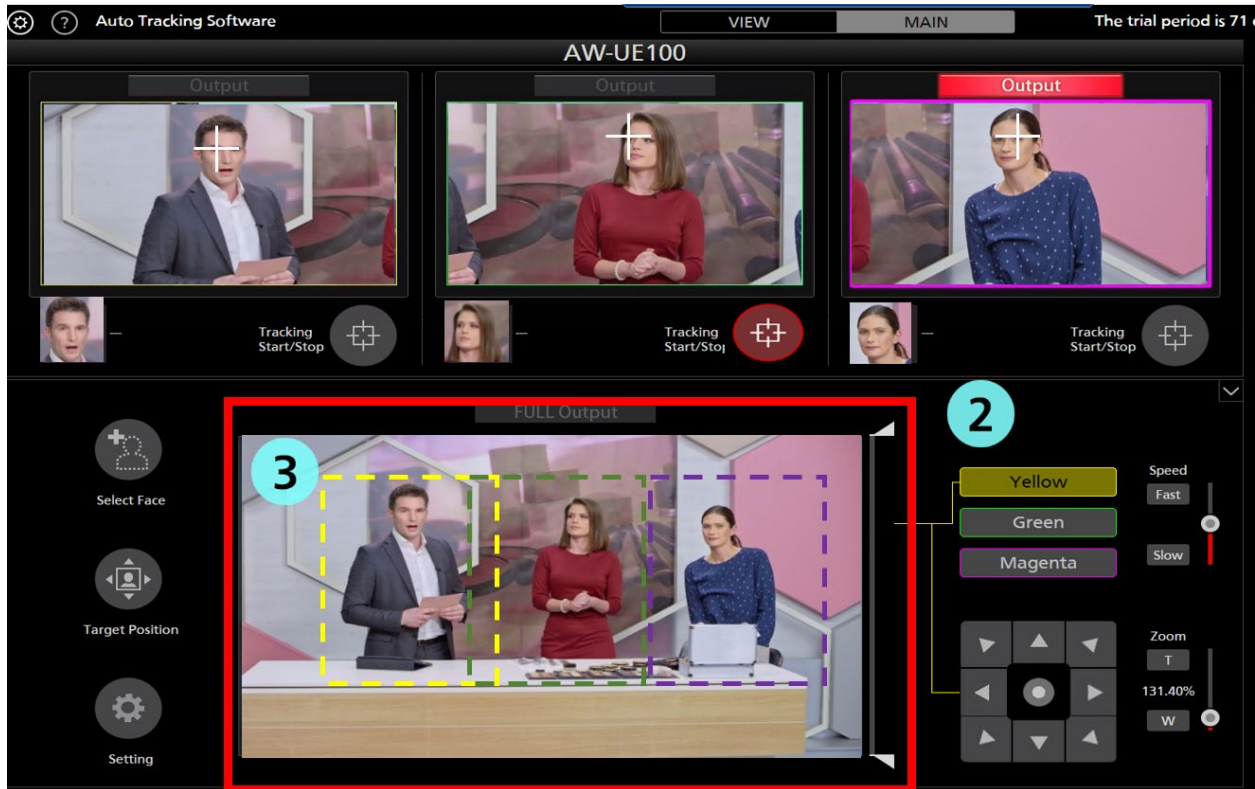 ? Auto Tracking Software
VIEW
MAIN
The trial period is 71
AW-UE100
Output
Output
Output
Tracking
Start/Stop
Tracking
Start/Stop
Tracking
Start/Stop
FULL Output
2
3
Select Face
Target Position
Setting
Yellow
Green
Magenta
Speed
Fast
Slow
Zoom
T
131.40%
W